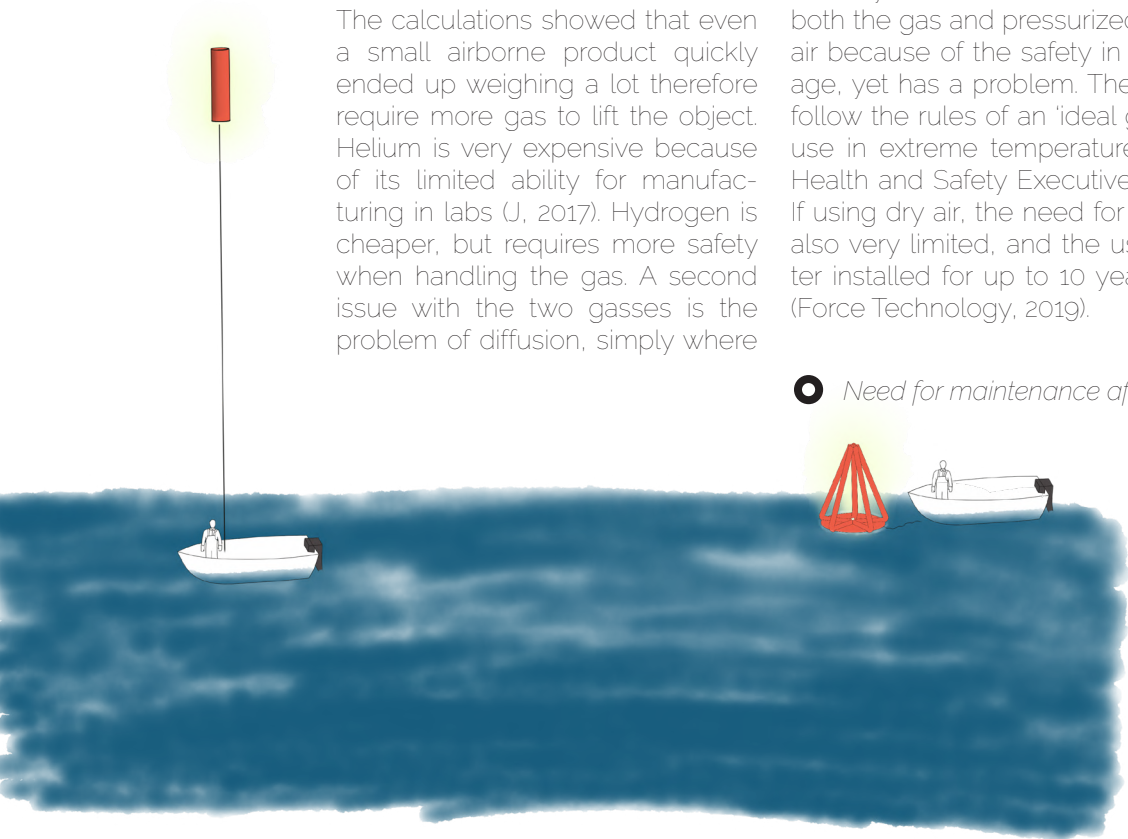 The calculations showed that even
a small airborne product quickly
ended up weighing a lot therefore
require more gas to lift the object.
Helium is very expensive because
of its limited ability for manufac-
turing in labs (J, 2017). Hydrogen is
cheaper, but requires more safety
when handling the gas. A second
issue with the two gasses is the
problem of diffusion, simply where
both the gas and pressurized
air because of the safety in
age, yet has a problem. The
follow the rules of an ‘ideal
use in extreme temperature
Health and Safety Executive
If using dry air, the need for
also very limited, and the
ter installed for up to 10
(Force Technology, 2019).
Need for maintenance